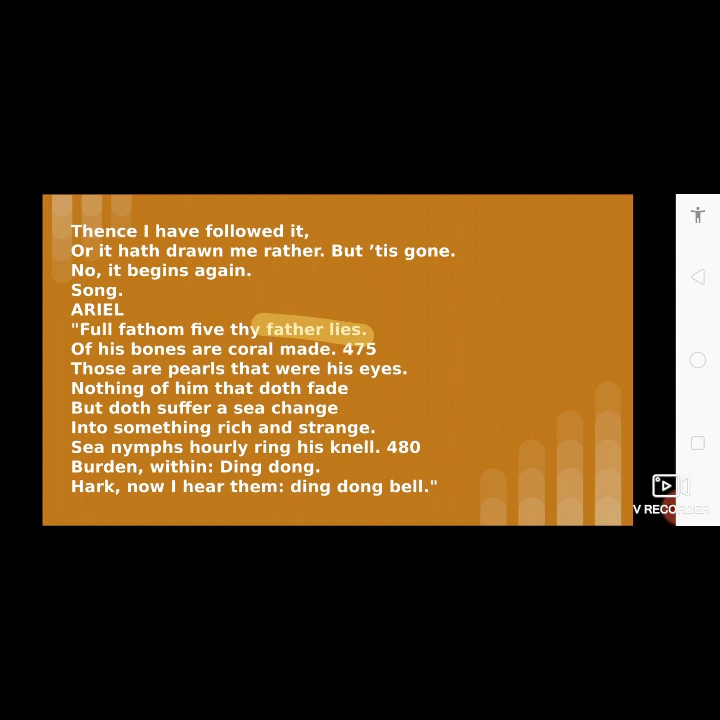 Thence I have followed it,
Or it hath drawn me rather. But ’tis gone.
No, it begins again.
Song.
ARIEL
"Full fathom five thy father lies.
Of his bones are coral made. 475
Those are pearls that were his eyes.
Nothing of him that doth fade
But doth suffer a sea change
Into something rich and strange.
Sea nymphs hourly ring his knell. 480
Burden, within: Ding dong.
Hark, now I hear them: ding dong bell."
V RECORDER